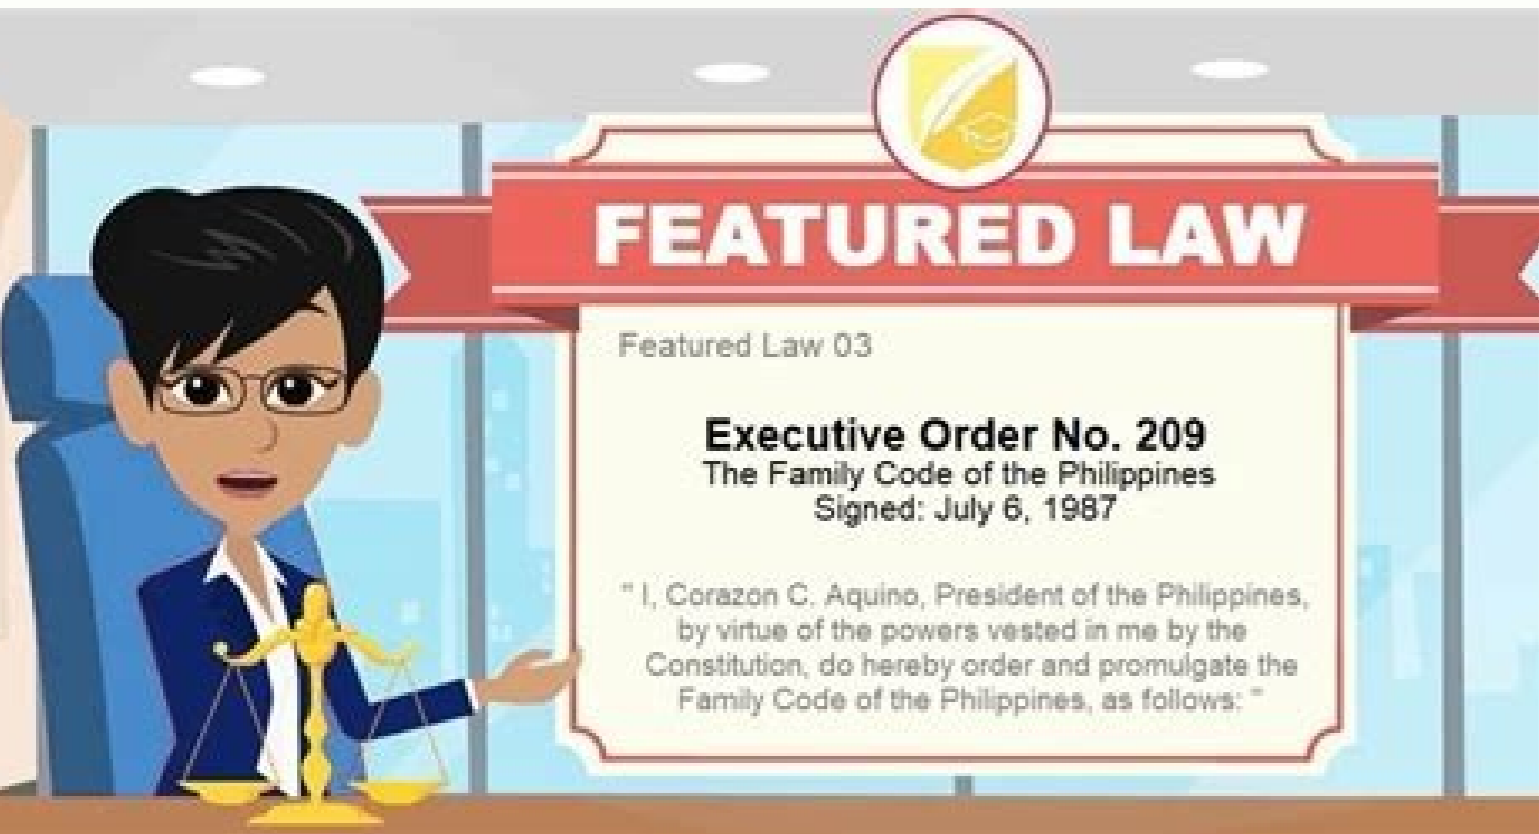 FEATURED LAW
Featured Law 03
Executive Order No. 209
The Family Code of the Philippines
Signed: July 6, 1987
" I, Corazon C. Aquino, President of the Philippines,
by virtue of the powers vested in me by the
Constitution, do hereby order and promulgate the
Family Code of the Philippines, as follows: "